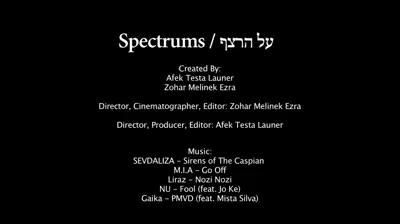 Spectrums / על הרצף
Created By:
Afek Testa Launer
Zohar Melinek Ezra
Director, Cinematographer, Editor: Zohar Melinek Ezra
Director, Producer, Editor: Afek Testa Launer
Music:
SEVDALIZA – Sirens of The Caspian
M.I.A – Go Off
Liraz – Nozi Nozi
NU – Fool (feat. Jo Ke)
Gaika – PMVD (feat. Mista Silva)